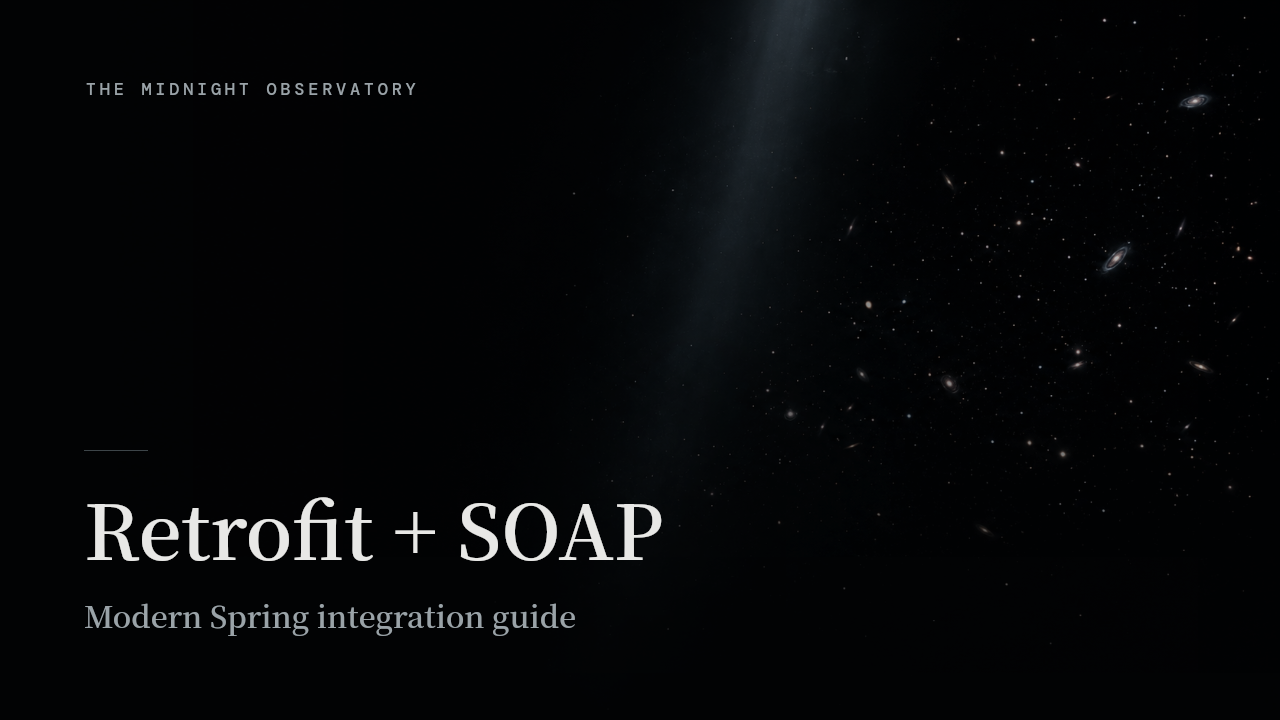 THE MIDNIGHT OBSERVATORY
Retrofit + SOAP
Modern Spring integration guide